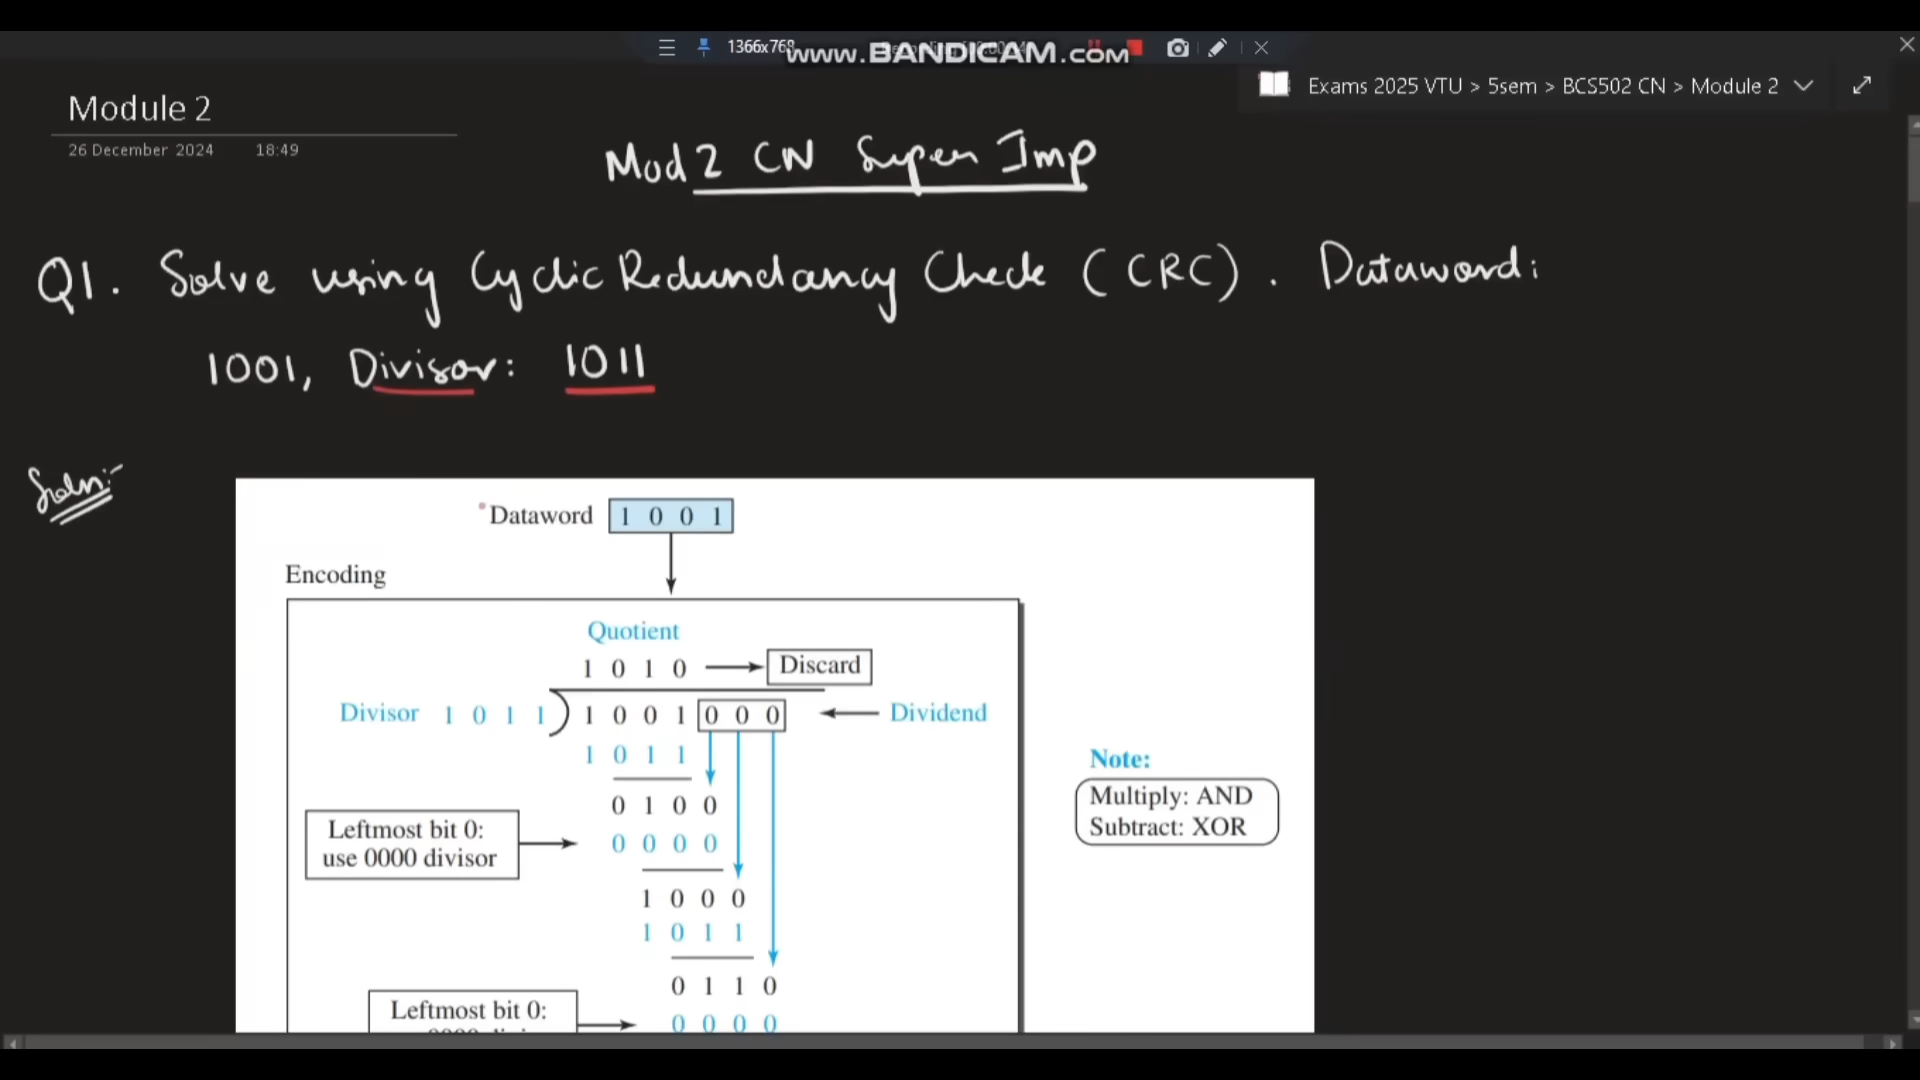 1366x768
www.BANDICAM.com
Exams 2025 VTU > 5sem > BCS502 CN > Module 2
Module 2
26 December 2024 18:49
Mod 2 CN Super Imp
Q1. Solve using Cyclic Redundancy Check (CRC). Dataword:
1001, Divisor: 1011
Soln:-
Dataword 1 0 0 1
Encoding
Quotient
1 0 1 0 Discard
Divisor 1 0 1 1 1 0 0 1 0 0 0 Dividend
1 0 1 1
0 1 0 0
Leftmost bit 0:
use 0000 divisor
0 0 0 0
1 0 0 0
1 0 1 1
0 1 1 0
Leftmost bit 0:
0 0 0 0
Note:
Multiply: AND
Subtract: XOR